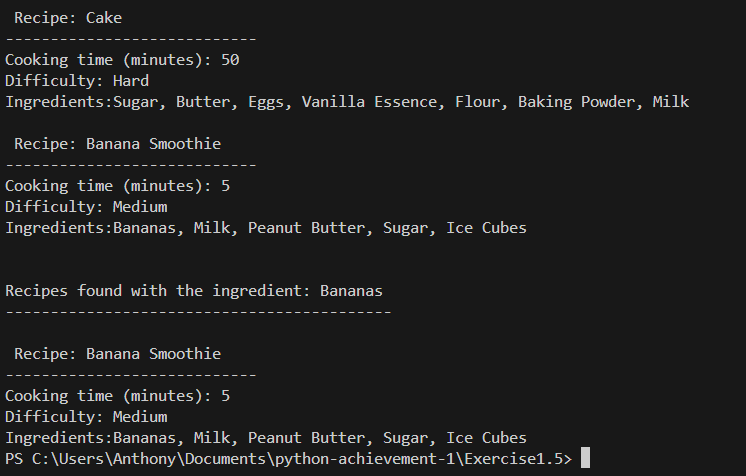 Recipe: Cake
----------------------------
Cooking time (minutes): 50
Difficulty: Hard
Ingredients:Sugar, Butter, Eggs, Vanilla Essence, Flour, Baking Powder, Milk
Recipe: Banana Smoothie
----------------------------
Cooking time (minutes): 5
Difficulty: Medium
Ingredients:Bananas, Milk, Peanut Butter, Sugar, Ice Cubes
Recipes found with the ingredient: Bananas
-------------------------------------------
Recipe: Banana Smoothie
----------------------------
Cooking time (minutes): 5
Difficulty: Medium
Ingredients:Bananas, Milk, Peanut Butter, Sugar, Ice Cubes
PS C:\Users\Anthony\Documents\python-achievement-1\Exercise1.5>